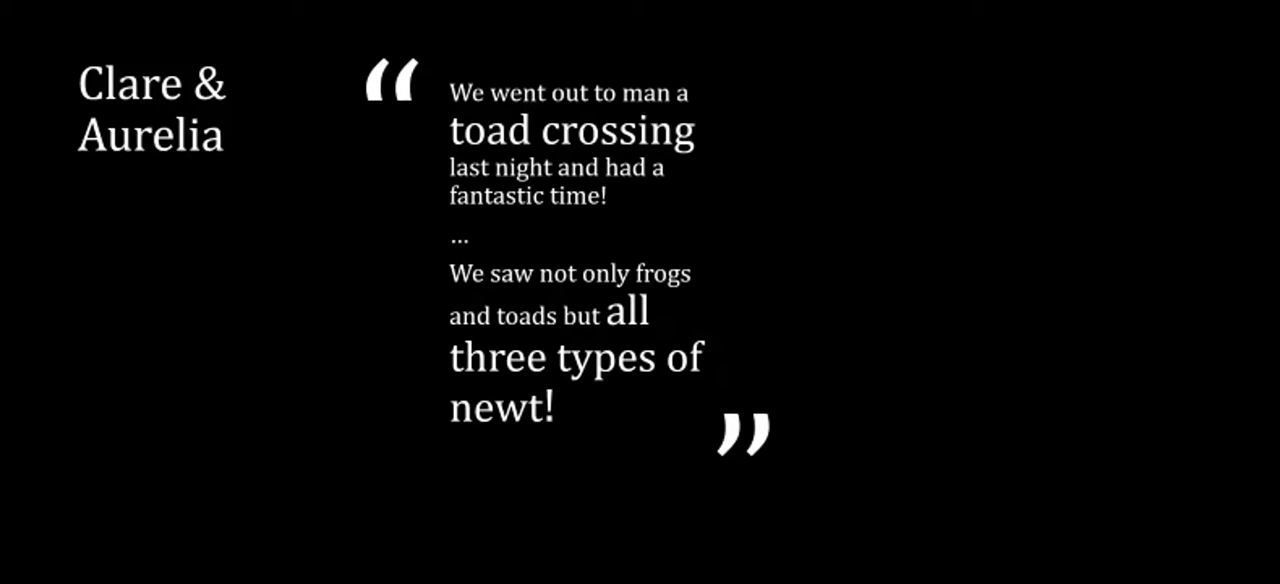 Clare &
Aurelia
“
We went out to man a
toad crossing
last night and had a
fantastic time!
...
We saw not only frogs
and toads but all
three types of
newt!
”